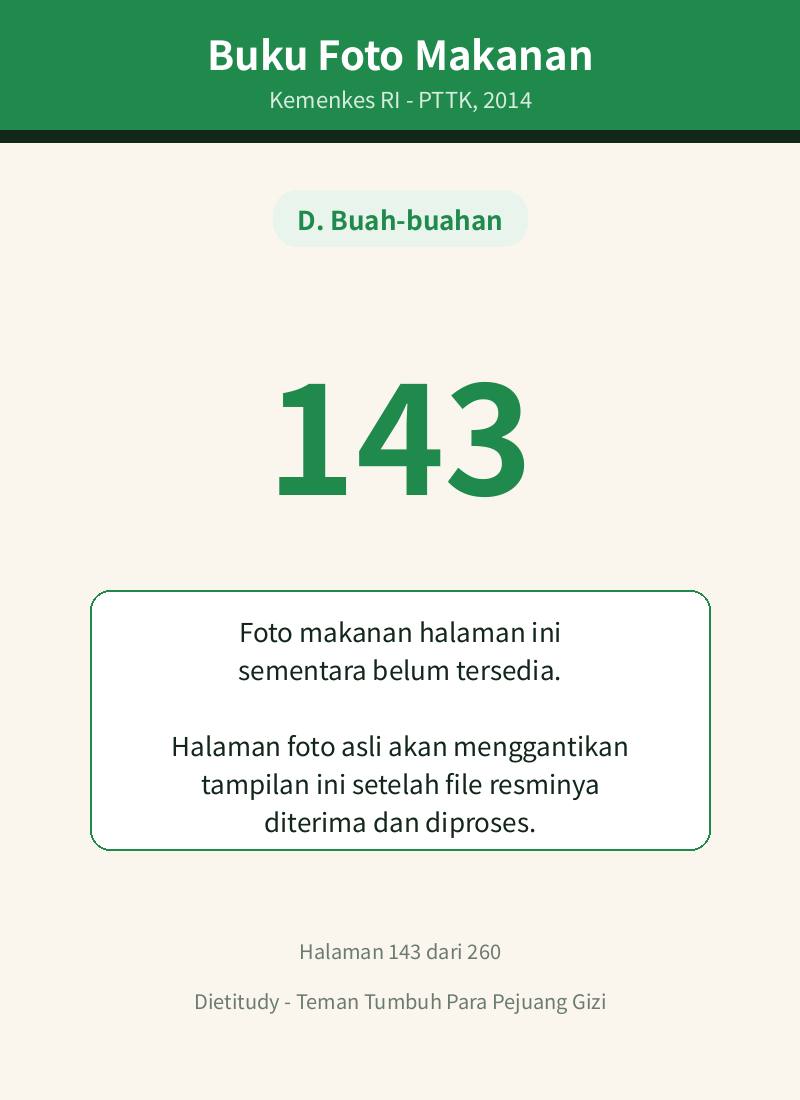 Buku Foto Makanan
Kemenkes RI - PTTK, 2014
D. Buah-buahan
143
Foto makanan halaman ini
sementara belum tersedia.
Halaman foto asli akan menggantikan
tampilan ini setelah file resminya
diterima dan diproses.
Halaman 143 dari 260
Dietitudy - Teman Tumbuh Para Pejuang Gizi